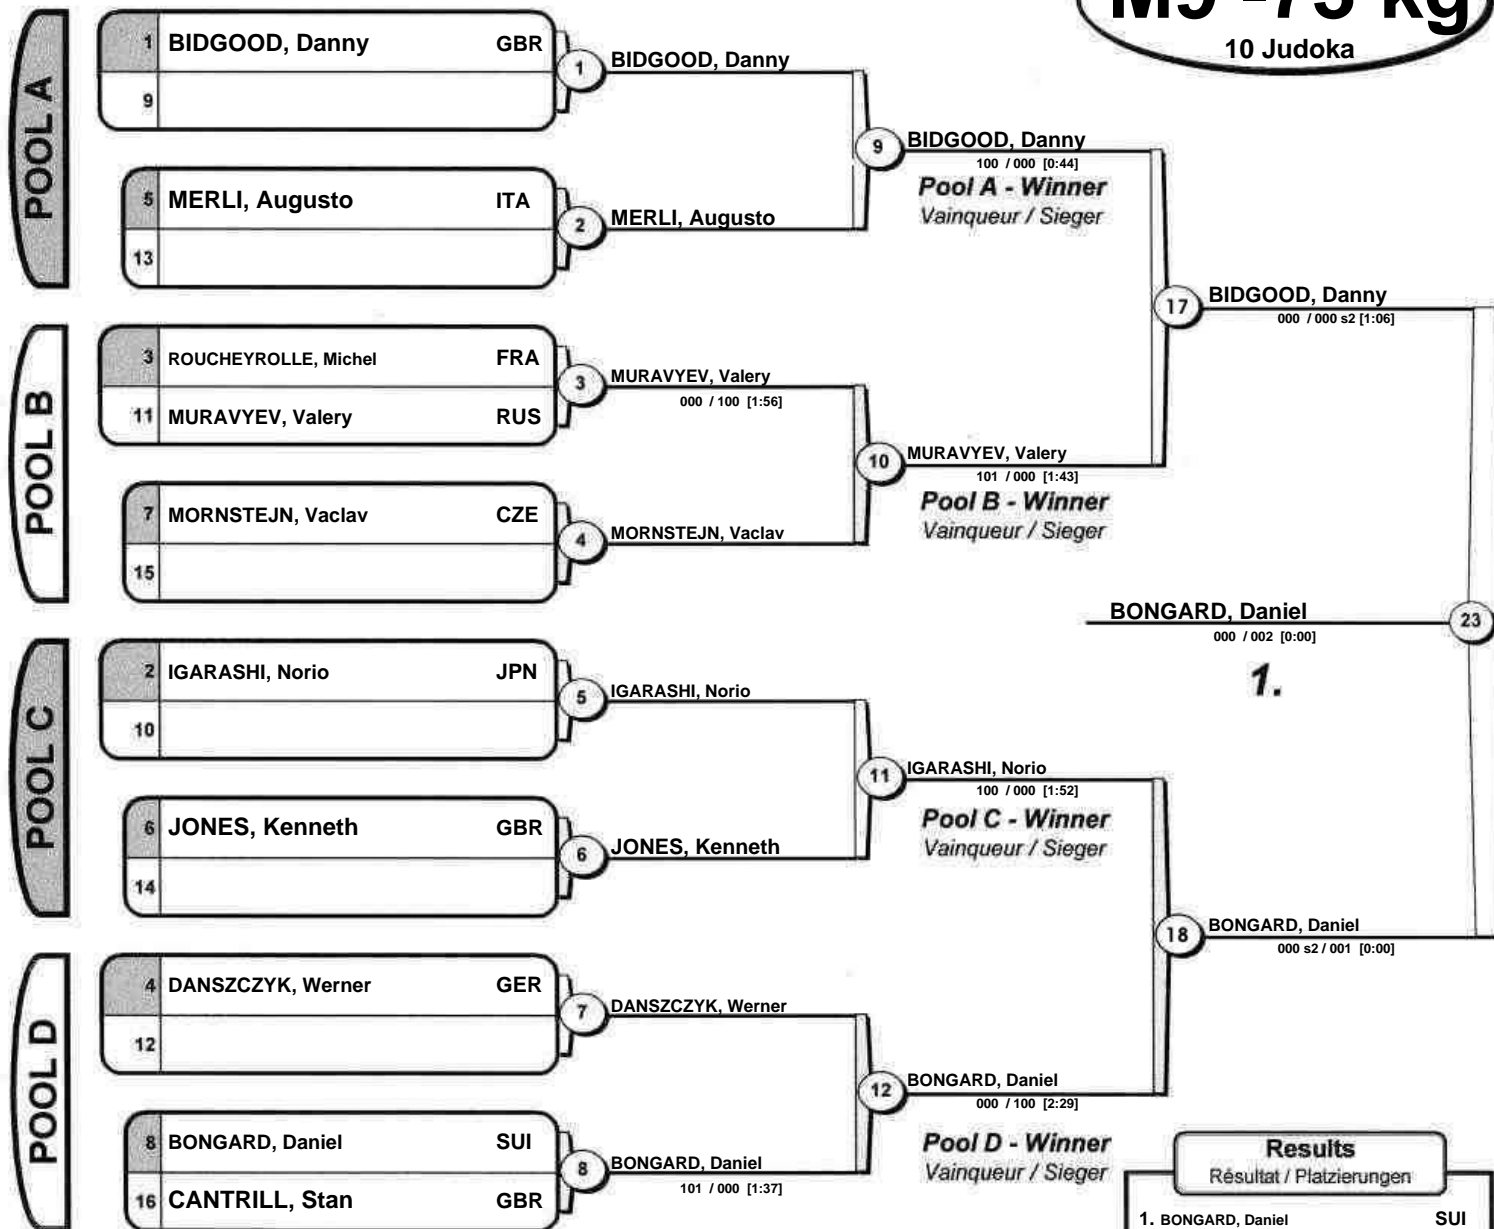 M9 -73 kg
10 Judoka
POOL A
1 BIDGOOD, Danny GBR
9
5 MERLI, Augusto ITA
13
1 BIDGOOD, Danny
2 MERLI, Augusto
9 BIDGOOD, Danny
100 / 000 [0:44]
Pool A - Winner
Vainqueur / Sieger
POOL B
3 ROUCHEYROLLE, Michel FRA
11 MURAVYEV, Valery RUS
7 MORNSTEJN, Vaclav CZE
15
3 MURAVYEV, Valery
000 / 100 [1:56]
4 MORNSTEJN, Vaclav
10 MURAVYEV, Valery
101 / 000 [1:43]
Pool B - Winner
Vainqueur / Sieger
17 BIDGOOD, Danny
000 / 000 s2 [1:06]
BONGARD, Daniel 23
000 / 002 [0:00]
1.
POOL C
2 IGARASHI, Norio JPN
10
6 JONES, Kenneth GBR
14
5 IGARASHI, Norio
6 JONES, Kenneth
11 IGARASHI, Norio
100 / 000 [1:52]
Pool C - Winner
Vainqueur / Sieger
18 BONGARD, Daniel
000 s2 / 001 [0:00]
POOL D
4 DANSZCZYK, Werner GER
12
8 BONGARD, Daniel SUI
16 CANTRILL, Stan GBR
7 DANSZCZYK, Werner
8 BONGARD, Daniel
101 / 000 [1:37]
12 BONGARD, Daniel
000 / 100 [2:29]
Pool D - Winner
Vainqueur / Sieger
Results
Résultat / Platzierungen
1. BONGARD, Daniel SUI